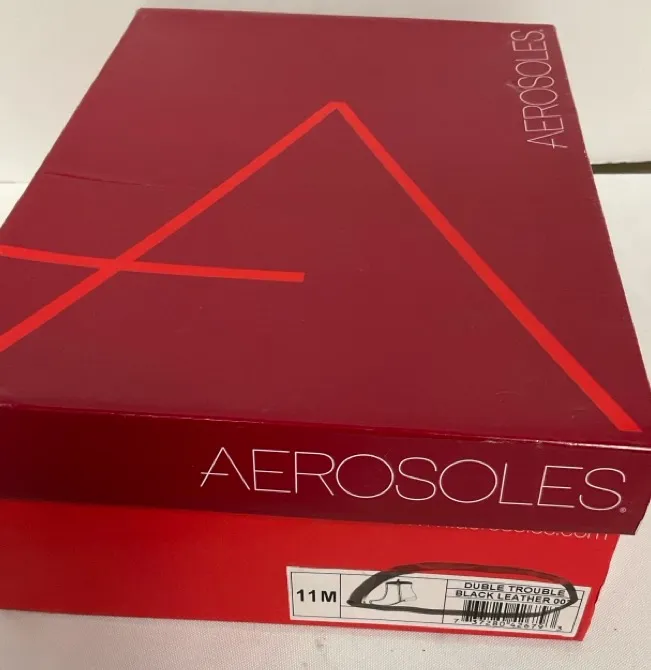 AEROSOLES
AEROSOLES®
11M
DUBLE TROUBLE
BLACK LEATHER 00